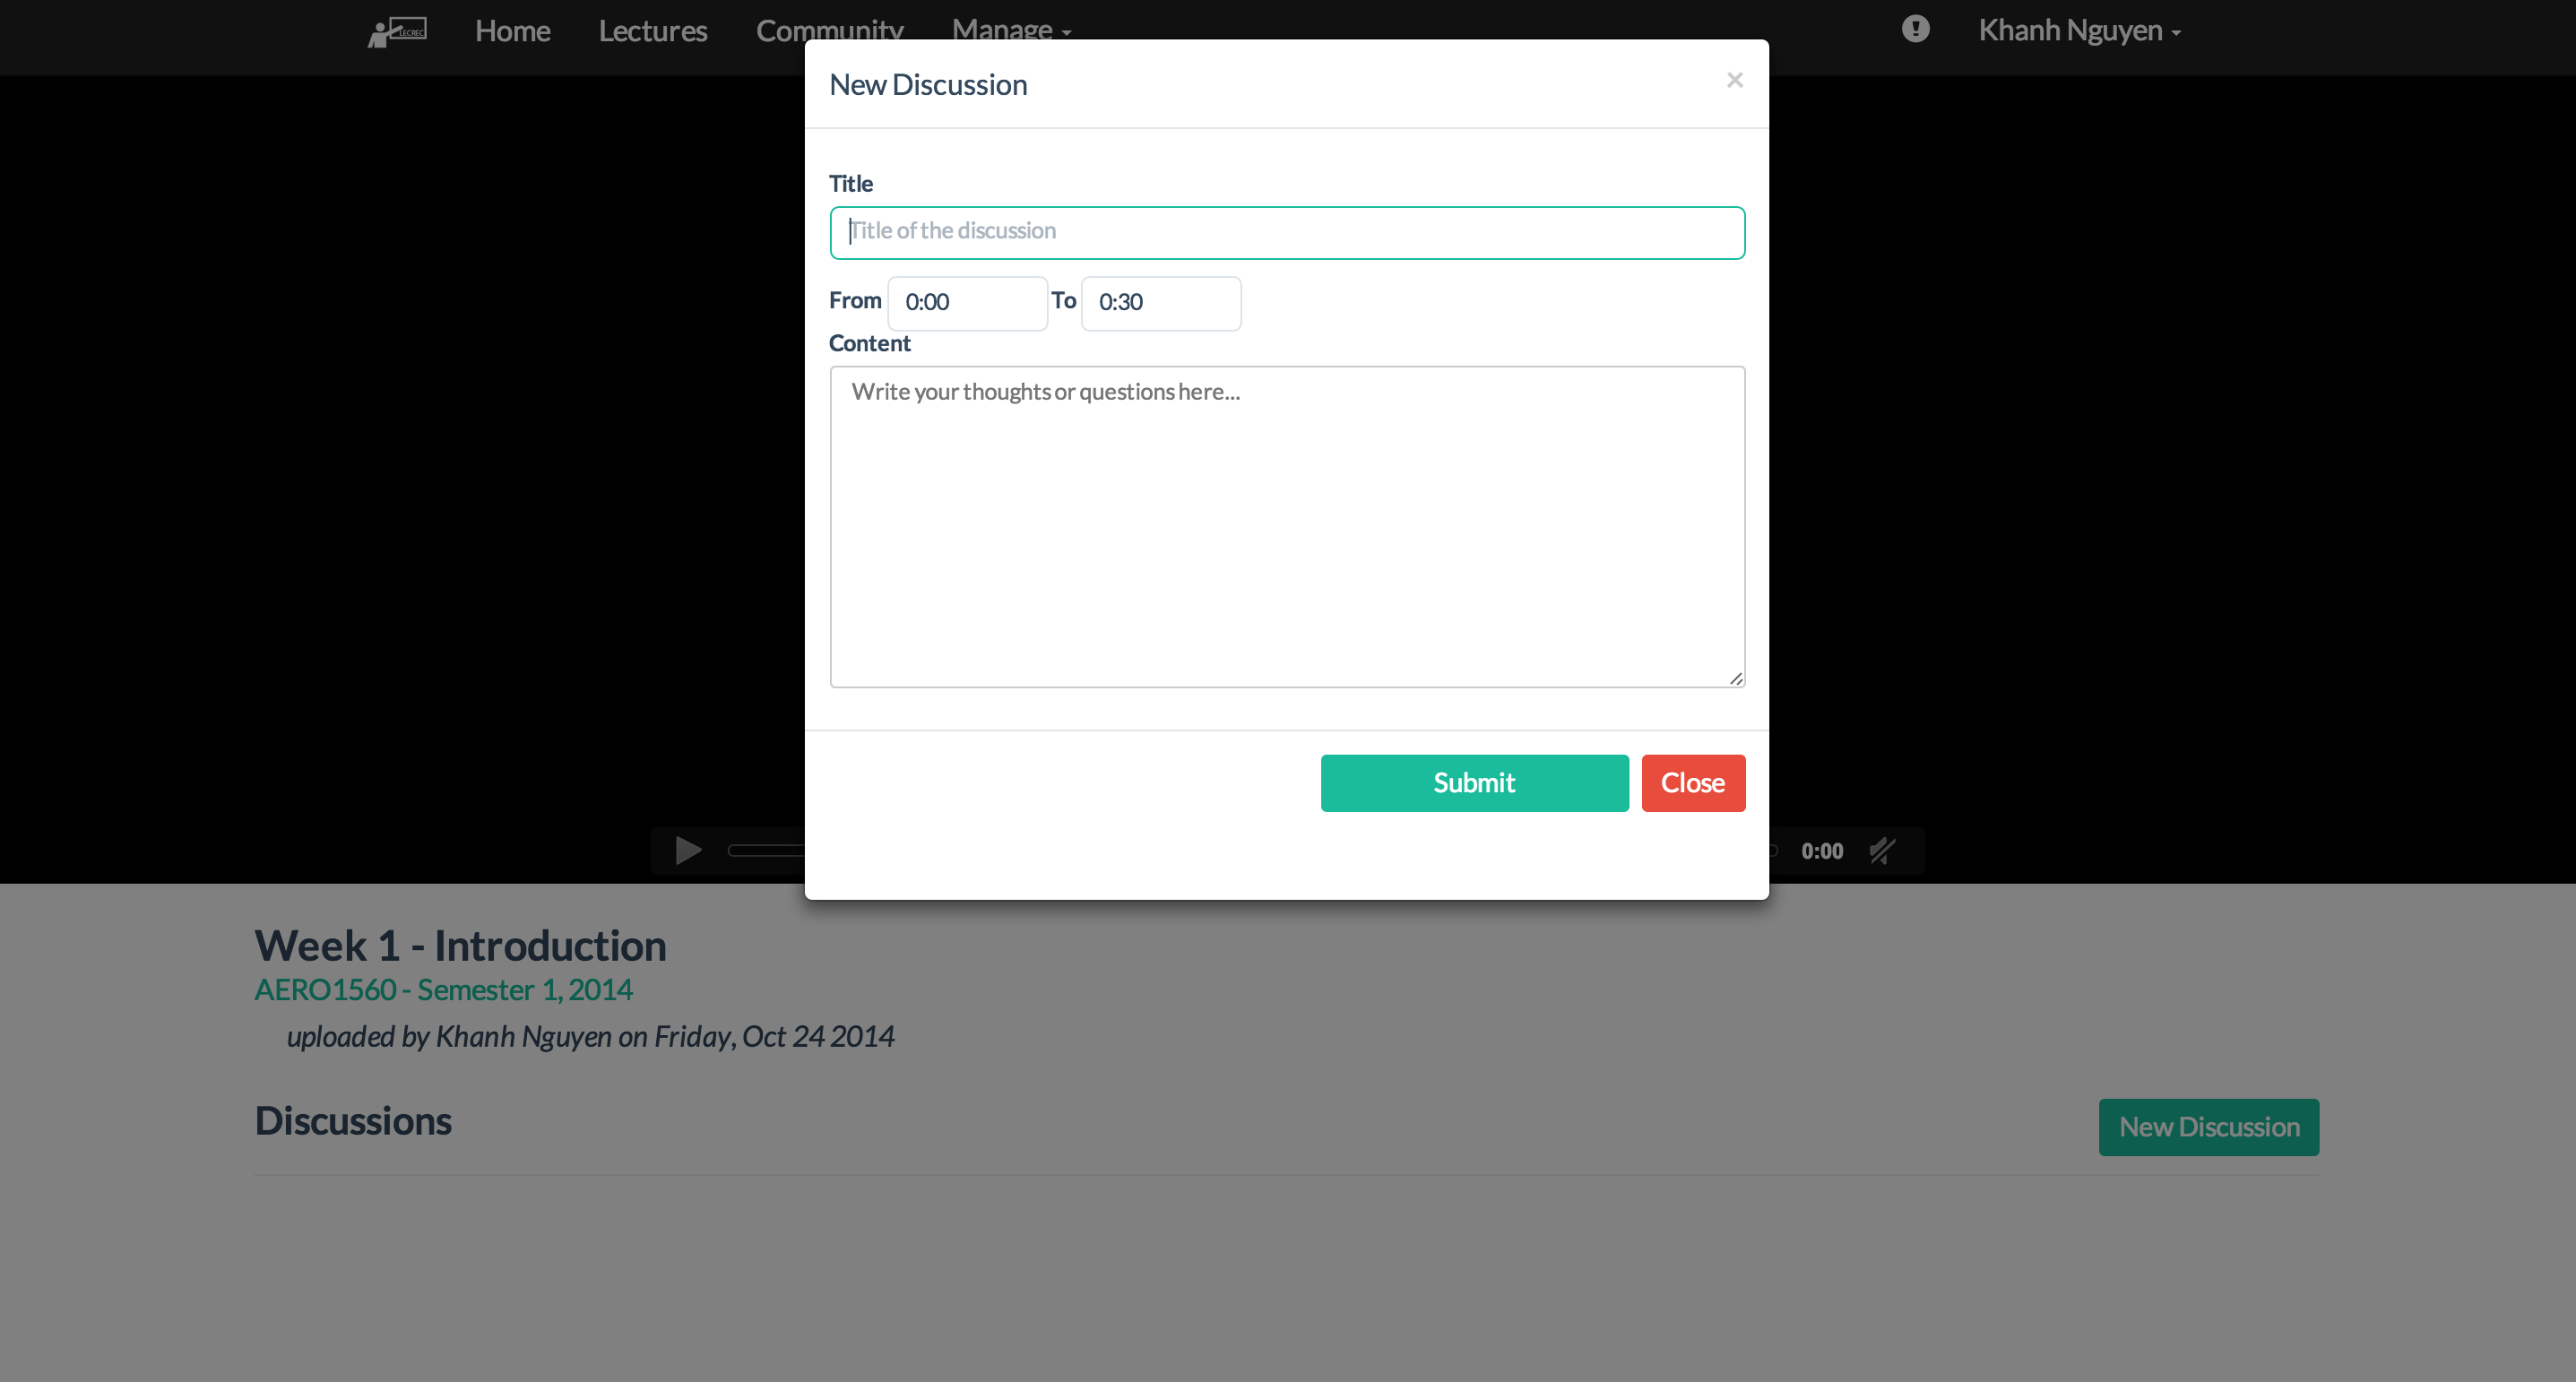 LECREC Home Lectures Community Manage Khanh Nguyen
New Discussion ×
Title
Title of the discussion
From 0:00 To 0:30
Content
Write your thoughts or questions here...
Submit Close
0:00
Week 1 - Introduction
AERO1560 - Semester 1, 2014
uploaded by Khanh Nguyen on Friday, Oct 24 2014
Discussions New Discussion